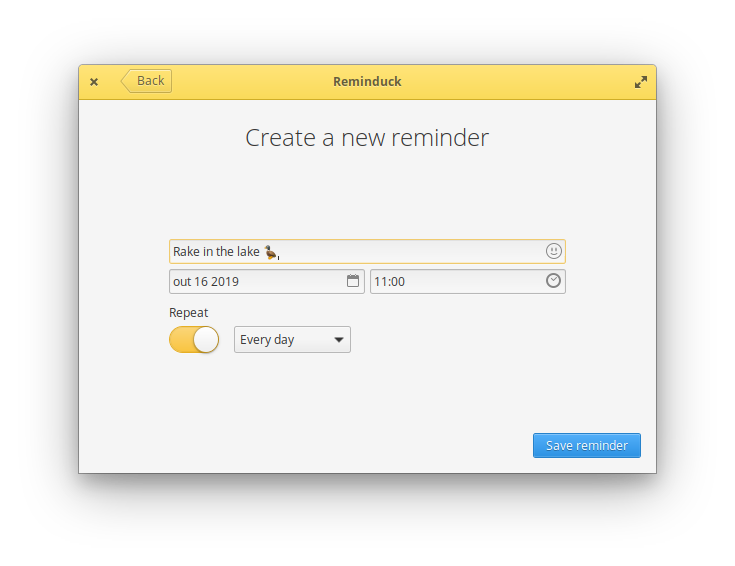 Back
Reminduck
Create a new reminder
Rake in the lake 🦆
out 16 2019
11:00
Repeat
Every day
Save reminder